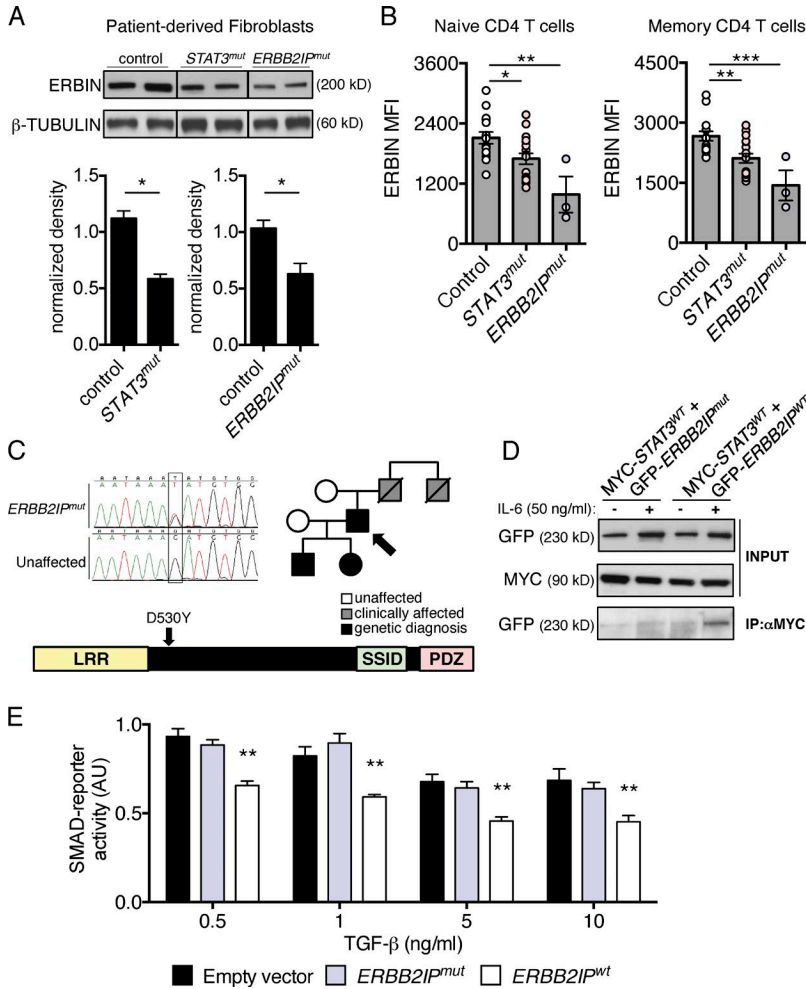 A
Patient-derived Fibroblasts
control STAT3mut ERBB2IPmut
ERBIN (200 kD)
β-TUBULIN (60 kD)
normalized density
1.5
1.0
0.5
0.0
*
control
STAT3mut
normalized density
1.5
1.0
0.5
0.0
*
control
ERBB2IPmut
B
Naive CD4 T cells
ERBIN MFI
3600
2400
1200
0
**
*
Control
STAT3mut
ERBB2IPmut
Memory CD4 T cells
ERBIN MFI
4500
3000
1500
0
***
**
Control
STAT3mut
ERBB2IPmut
C
A A T A A A T A T G T G G
A A T A A A T A T G T G G
ERBB2IPmut
A A T A A A G A T G T G G
Unaffected
unaffected
clinically affected
genetic diagnosis
D530Y
LRR SSID PDZ
D
MYC-STAT3WT +
GFP-ERBB2IPmut
MYC-STAT3WT +
GFP-ERBB2IPWT
IL-6 (50 ng/ml): - + - +
GFP (230 kD)
MYC (90 kD)
INPUT
GFP (230 kD) IP:αMYC
E
SMAD-reporter
activity (AU)
1.0
0.5
1.0
** ** ** **
0.5 1 5 10
TGF-β (ng/ml)
Empty vector ERBB2IPmut ERBB2IPwt